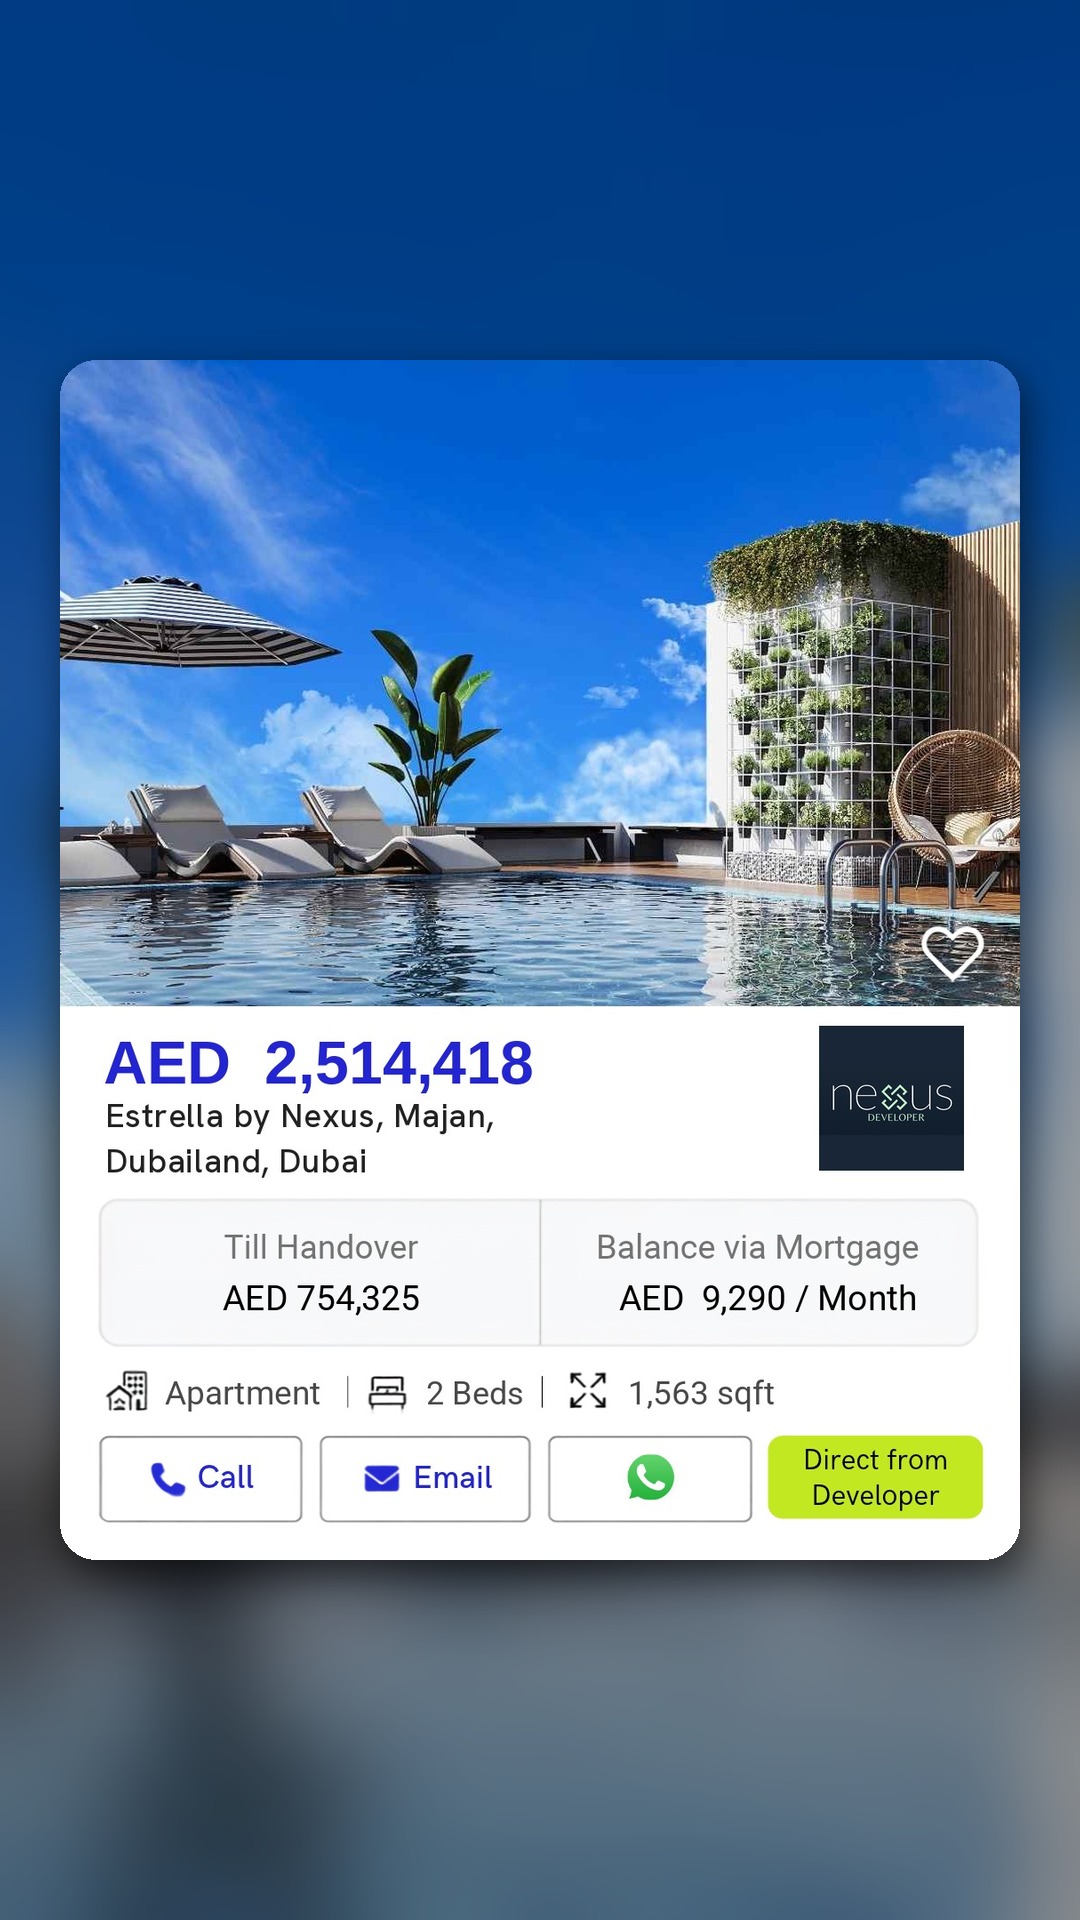 AED 2,514,418
Estrella by Nexus, Majan,
Dubailand, Dubai
nexus
DEVELOPER
Till Handover
AED 754,325
Balance via Mortgage
AED 9,290 / Month
Apartment
2 Beds
1,563 sqft
Call
Email
Direct from
Developer